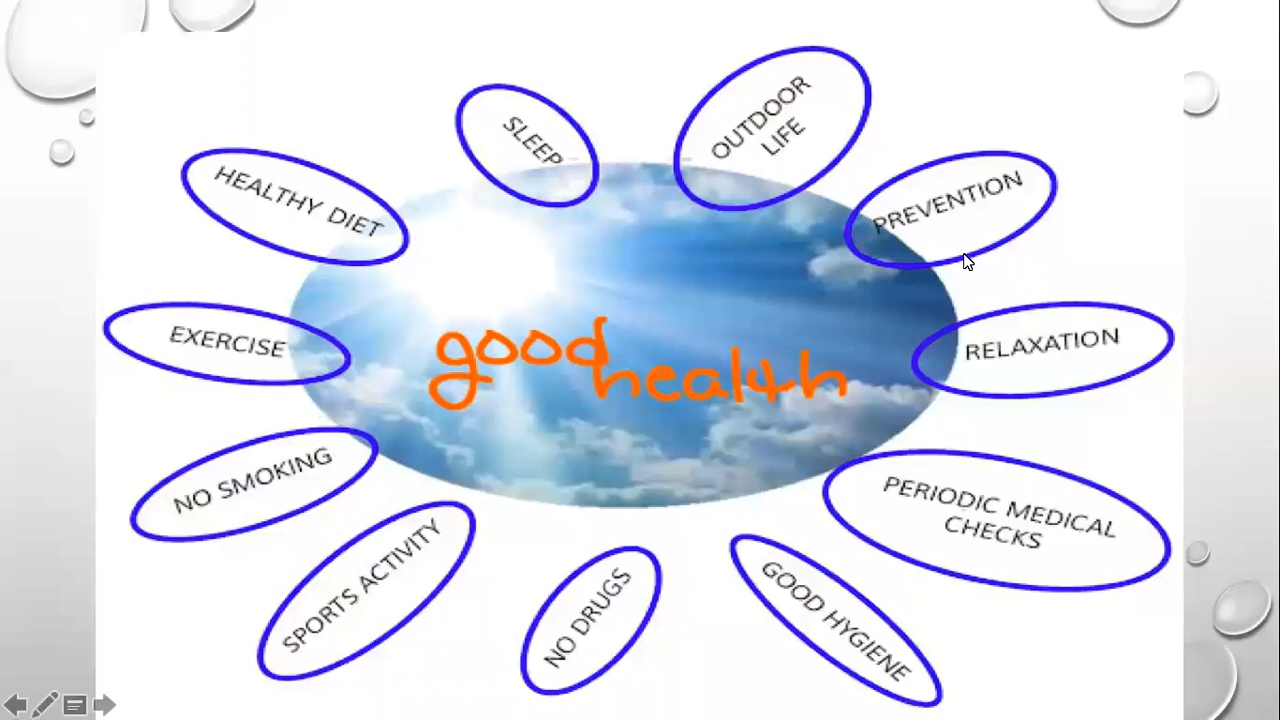 SLEEP
OUTDOOR
LIFE
HEALTHY DIET
PREVENTION
EXERCISE
good
health
RELAXATION
NO SMOKING
PERIODIC MEDICAL
CHECKS
SPORTS ACTIVITY
NO DRUGS
GOOD HYGIENE